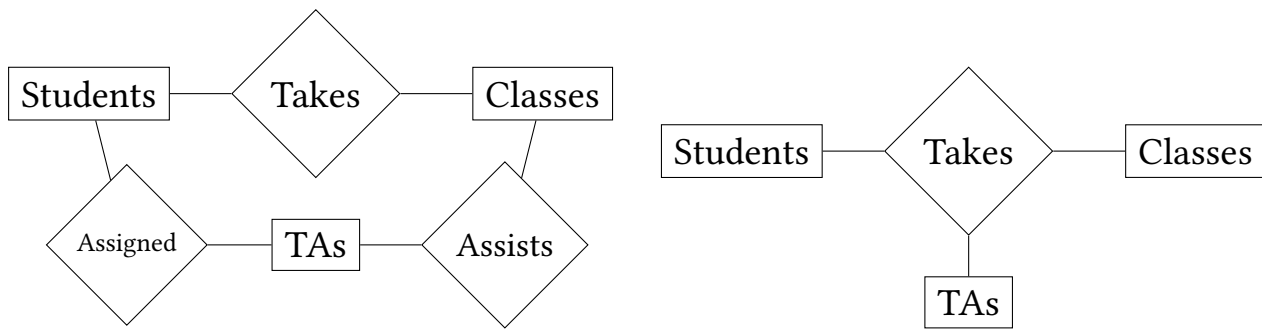 Students Takes Classes
Assigned TAs Assists
Students Takes Classes
TAs